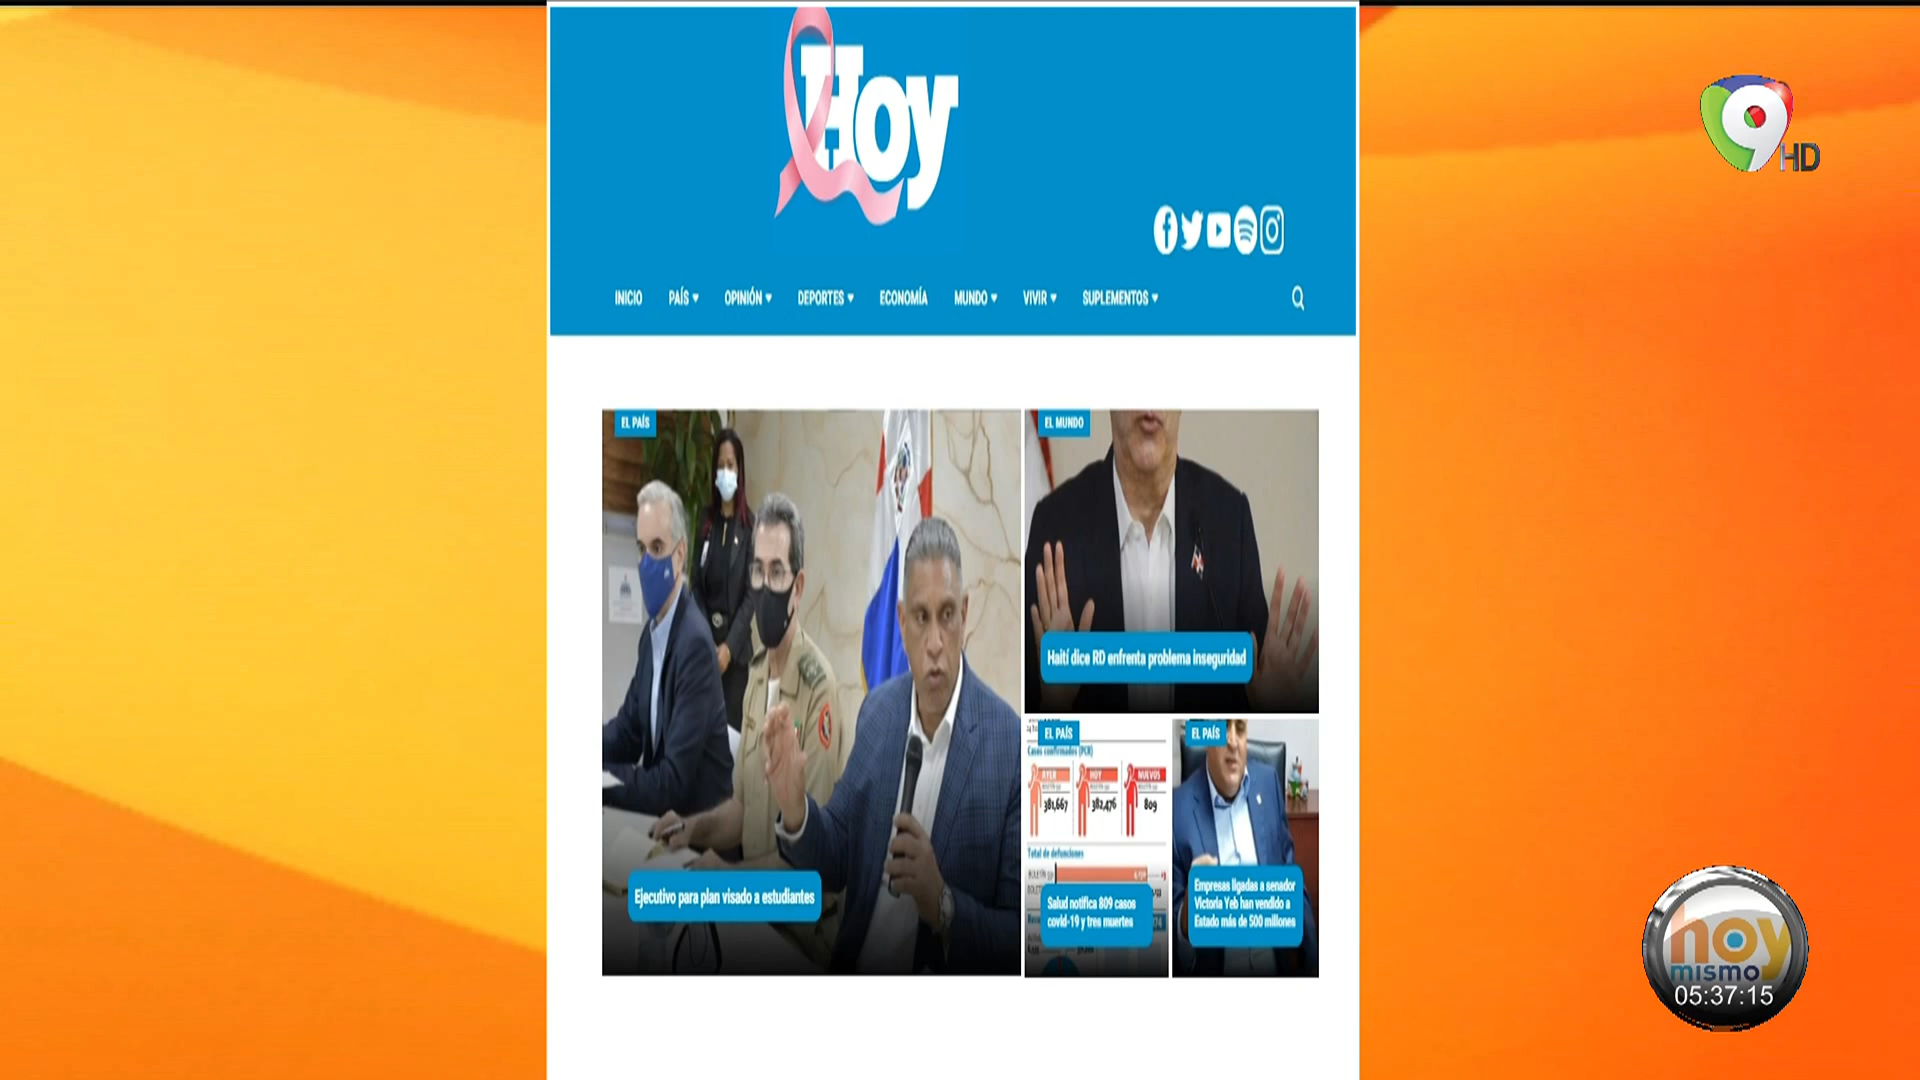 Hoy
INICIO
PAÍS
OPINIÓN
DEPORTES
ECONOMÍA
MUNDO
VIVIR
SUPLEMENTOS
9 HD
EL PAÍS
Ejecutivo para plan visado a estudiantes
EL MUNDO
Haití dice RD enfrenta problema inseguridad
EL PAÍS
Casos confirmados (PCR)
AYER
HOY
NUEVOS
381,667
382,476
809
Total de defunciones
Salud notifica 809 casos
covid-19 y tres muertes
EL PAÍS
Empresas ligadas a senador
Victoria Yeb han vendido a
Estado más de 500 millones
hoy
mismo
05:37:15